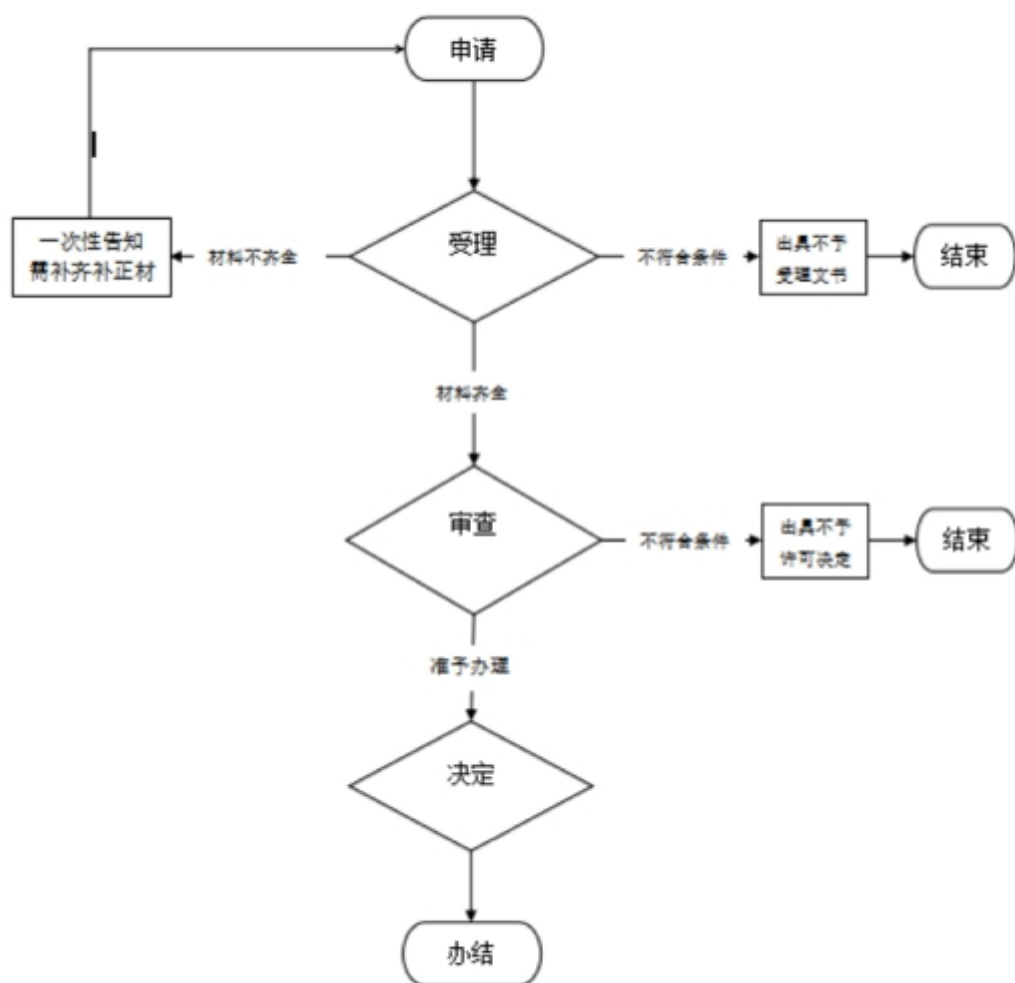 申请
受理
一次性告知
需补齐补正材
材料不齐全
不符合条件
出具不予
受理文书
结束
材料齐全
审查
不符合条件
出具不予
许可决定
结束
准予办理
决定
办结